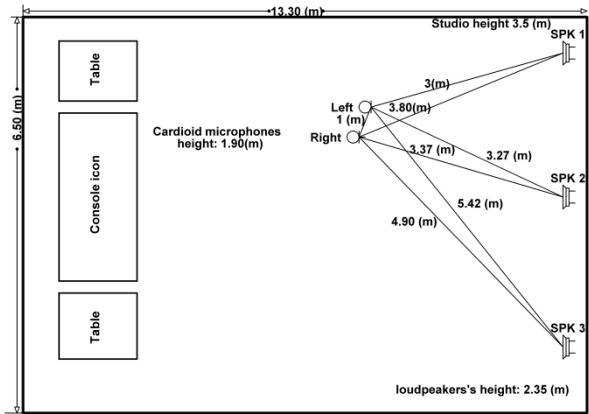 13.30 (m)
Studio height 3.5 (m)
SPK 1
Table
3(m)
6.50 (m)
Left
3.80(m)
1 (m)
Cardioid microphones
height: 1.90(m)
Right
3.37 (m)
3.27 (m)
Console icon
SPK 2
5.42 (m)
4.90 (m)
Table
SPK 3
loudpeakers's height: 2.35 (m)